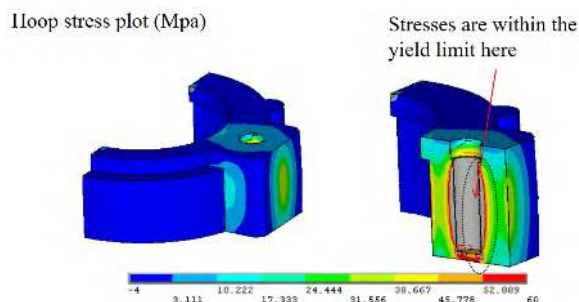 Hoop stress plot (Mpa)
Stresses are within the
yield limit here
-4 10.222 24.444 38.667 52.889
3.111 17.333 31.556 45.778 60